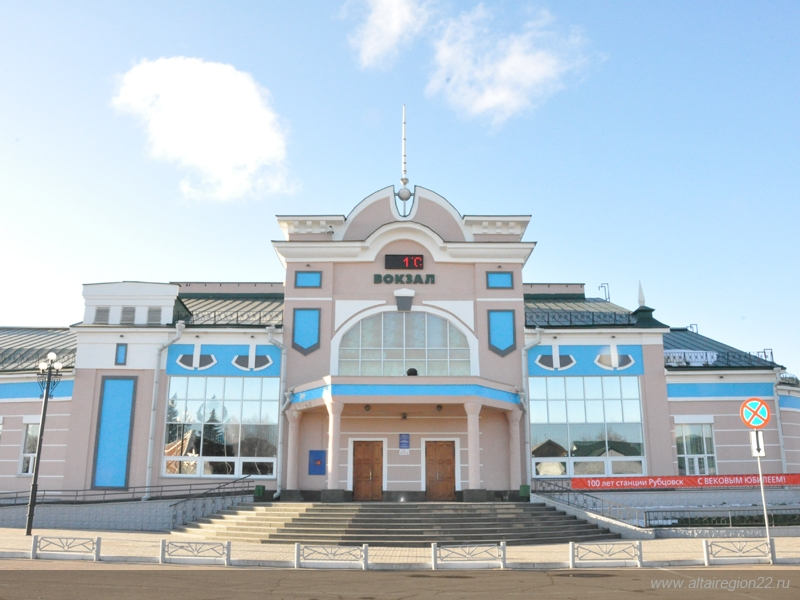 1°C
ВОКЗАЛ
100 лет станции Рубцовск С ВЕКОВЫМ ЮБИЛЕЕМ!
www.altairegion22.ru